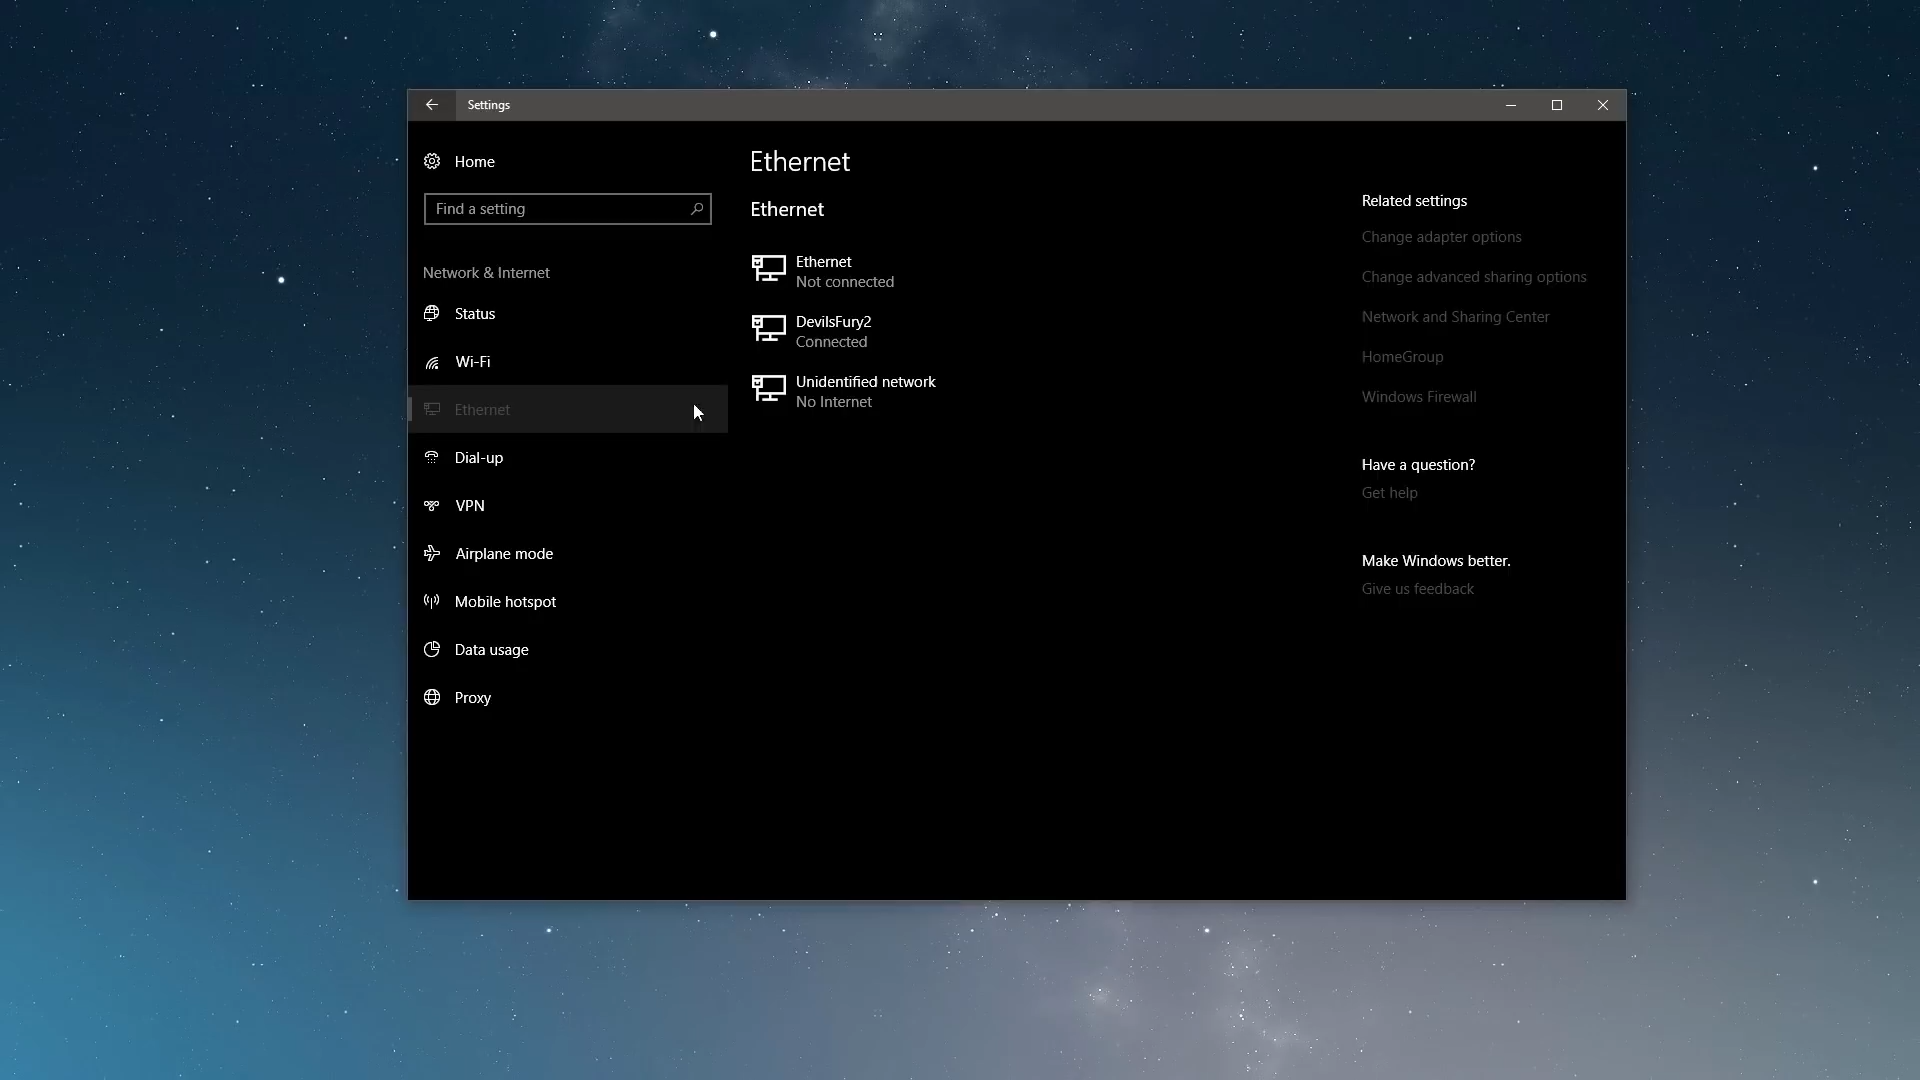 Settings
Home
Find a setting
Network & Internet
Status
Wi-Fi
Ethernet
Dial-up
VPN
Airplane mode
Mobile hotspot
Data usage
Proxy
Ethernet
Ethernet
Ethernet
Not connected
DevilsFury2
Connected
Unidentified network
No Internet
Related settings
Change adapter options
Change advanced sharing options
Network and Sharing Center
HomeGroup
Windows Firewall
Have a question?
Get help
Make Windows better.
Give us feedback